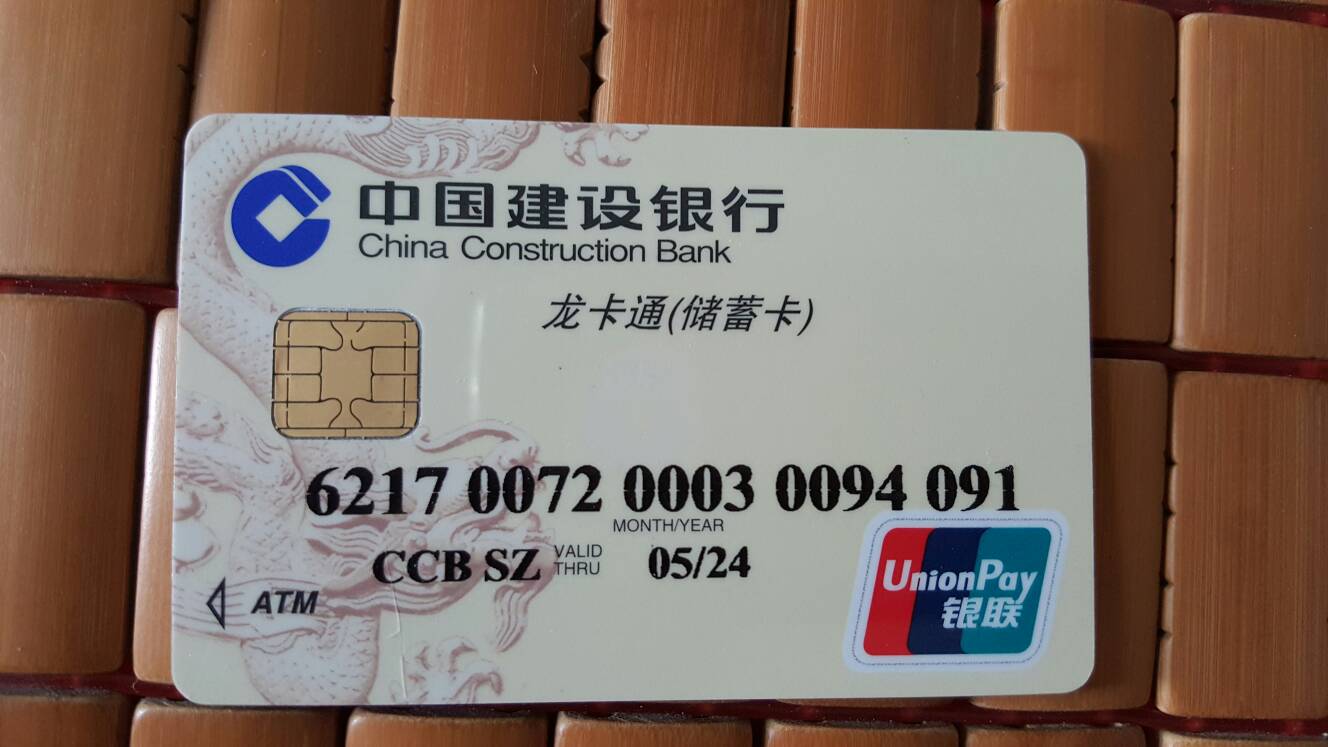 中国建设银行
China Construction Bank
龙卡通(储蓄卡)
6217 0072 0003 0094 091
MONTH/YEAR
CCB SZ VALID THRU 05/24
ATM
UnionPay
银联